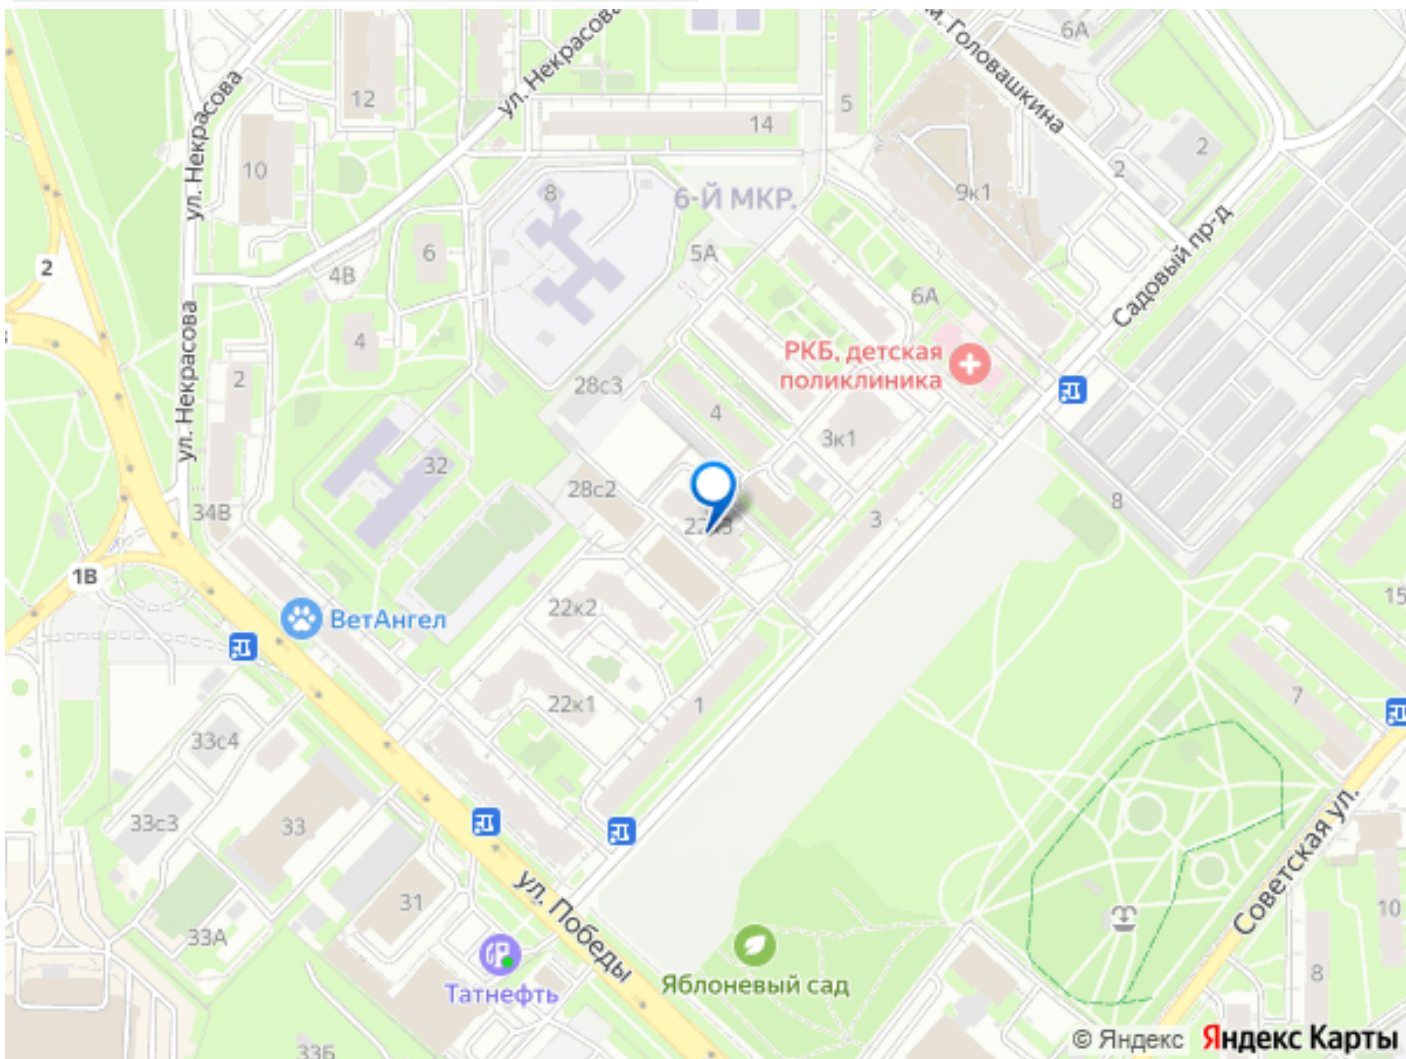 ул. Некрасова
6А
им. Головашкина
12
5
14
ул. Некрасова
10
2
2
9к1
8
6-Й МКР.
Садовый пр-д
5А
6
2
4В
6А
4
РКБ, детская
поликлиника
ул. Некрасова
2
28с3
4
3к1
32
28с2
8
34В
3
1В
15
22к2
ВетАнгел
7
1
22к1
33с4
33с3
33
Советская ул.
31
ул. Победы
10
33А
Яблоневый сад
8
Татнефть
33Б
© Яндекс
Яндекс Карты